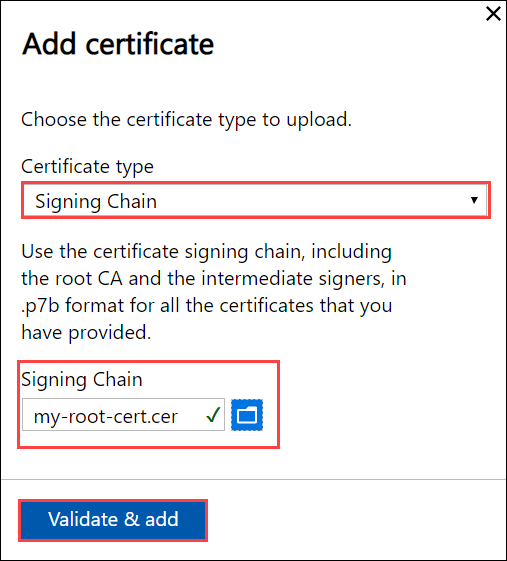 Add certificate
Choose the certificate type to upload.
Certificate type
Signing Chain
Use the certificate signing chain, including
the root CA and the intermediate signers, in
.p7b format for all the certificates that you
have provided.
Signing Chain
my-root-cert.cer
Validate & add